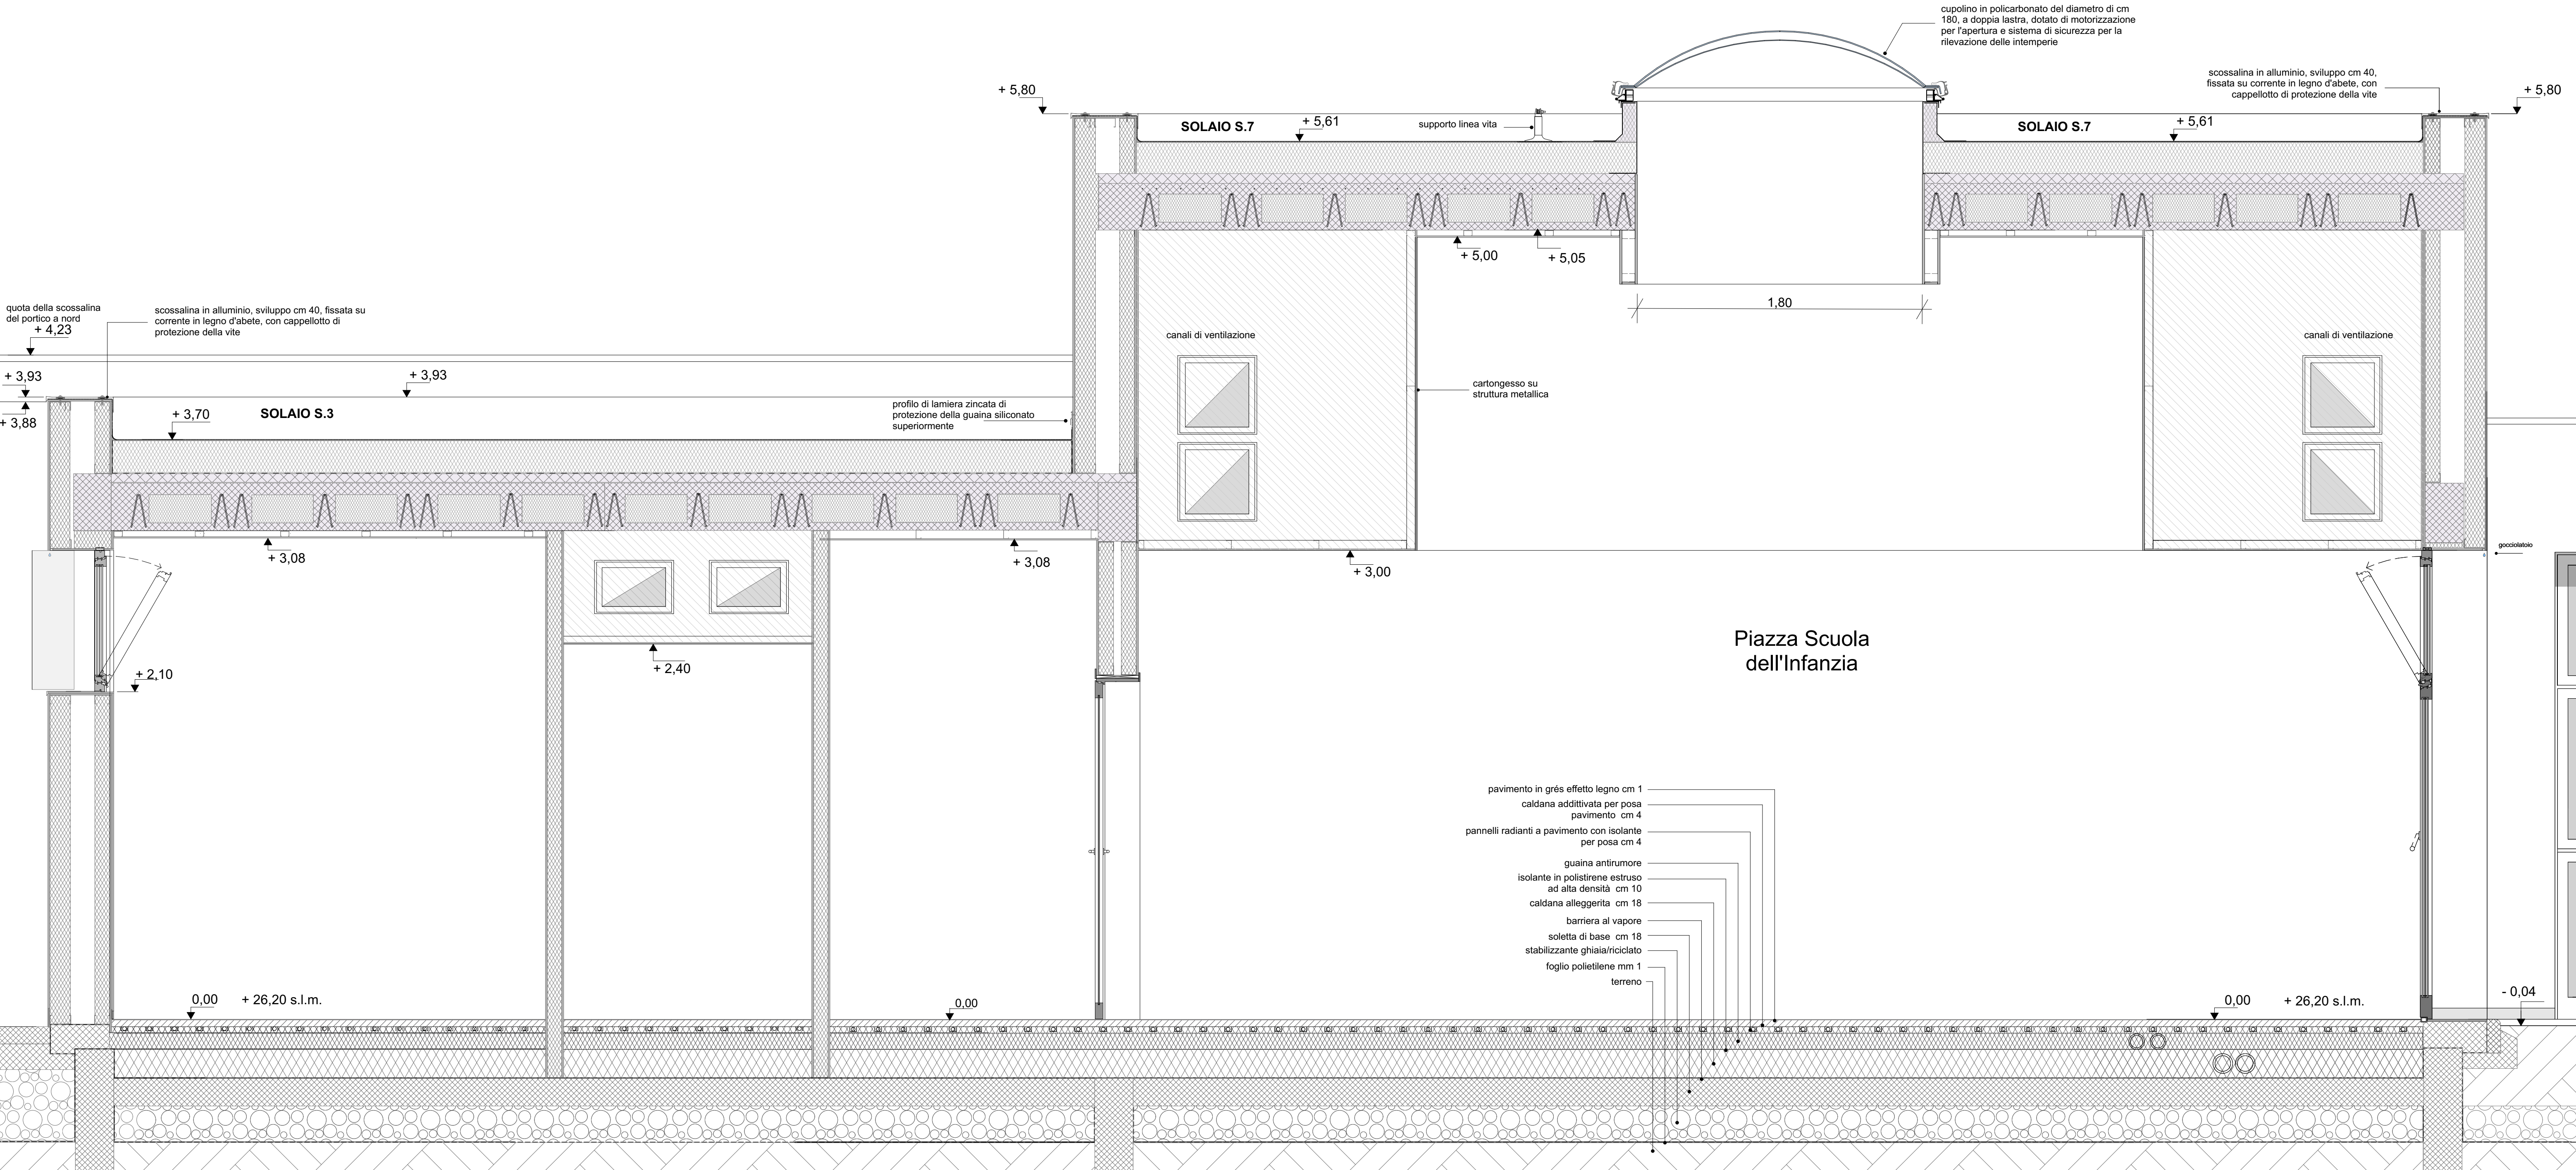 cupolino in policarbonato del diametro di cm
180, a doppia lastra, dotato di motorizzazione
per l'apertura e sistema di sicurezza per la
rilevazione delle intemperie
scossalina in alluminio, sviluppo cm 40,
fissata su corrente in legno d'abete, con
cappellotto di protezione della vite
+ 5,80
+ 5,80
SOLAIO S.7
+ 5,61
supporto linea vita
SOLAIO S.7
+ 5,61
+ 5,00
+ 5,05
1,80
quota della scossalina
del portico a nord
+ 4,23
scossalina in alluminio, sviluppo cm 40, fissata su
corrente in legno d'abete, con cappellotto di
protezione della vite
canali di ventilazione
canali di ventilazione
+ 3,93
+ 3,93
cartongesso su
struttura metallica
+ 3,88
+ 3,70
SOLAIO S.3
profilo di lamiera zincata di
protezione della guaina siliconato
superiormente
gocciolatoio
+ 3,08
+ 3,08
+ 3,00
+ 2,40
+ 2,10
Piazza Scuola
dell'Infanzia
pavimento in grés effetto legno cm 1
caldana addittivata per posa
pavimento cm 4
pannelli radianti a pavimento con isolante
per posa cm 4
guaina antirumore
isolante in polistirene estruso
ad alta densità cm 10
caldana alleggerita cm 18
barriera al vapore
soletta di base cm 18
stabilizzante ghiaia/riciclato
foglio polietilene mm 1
terreno
0,00 + 26,20 s.l.m.
0,00
0,00 + 26,20 s.l.m.
- 0,04